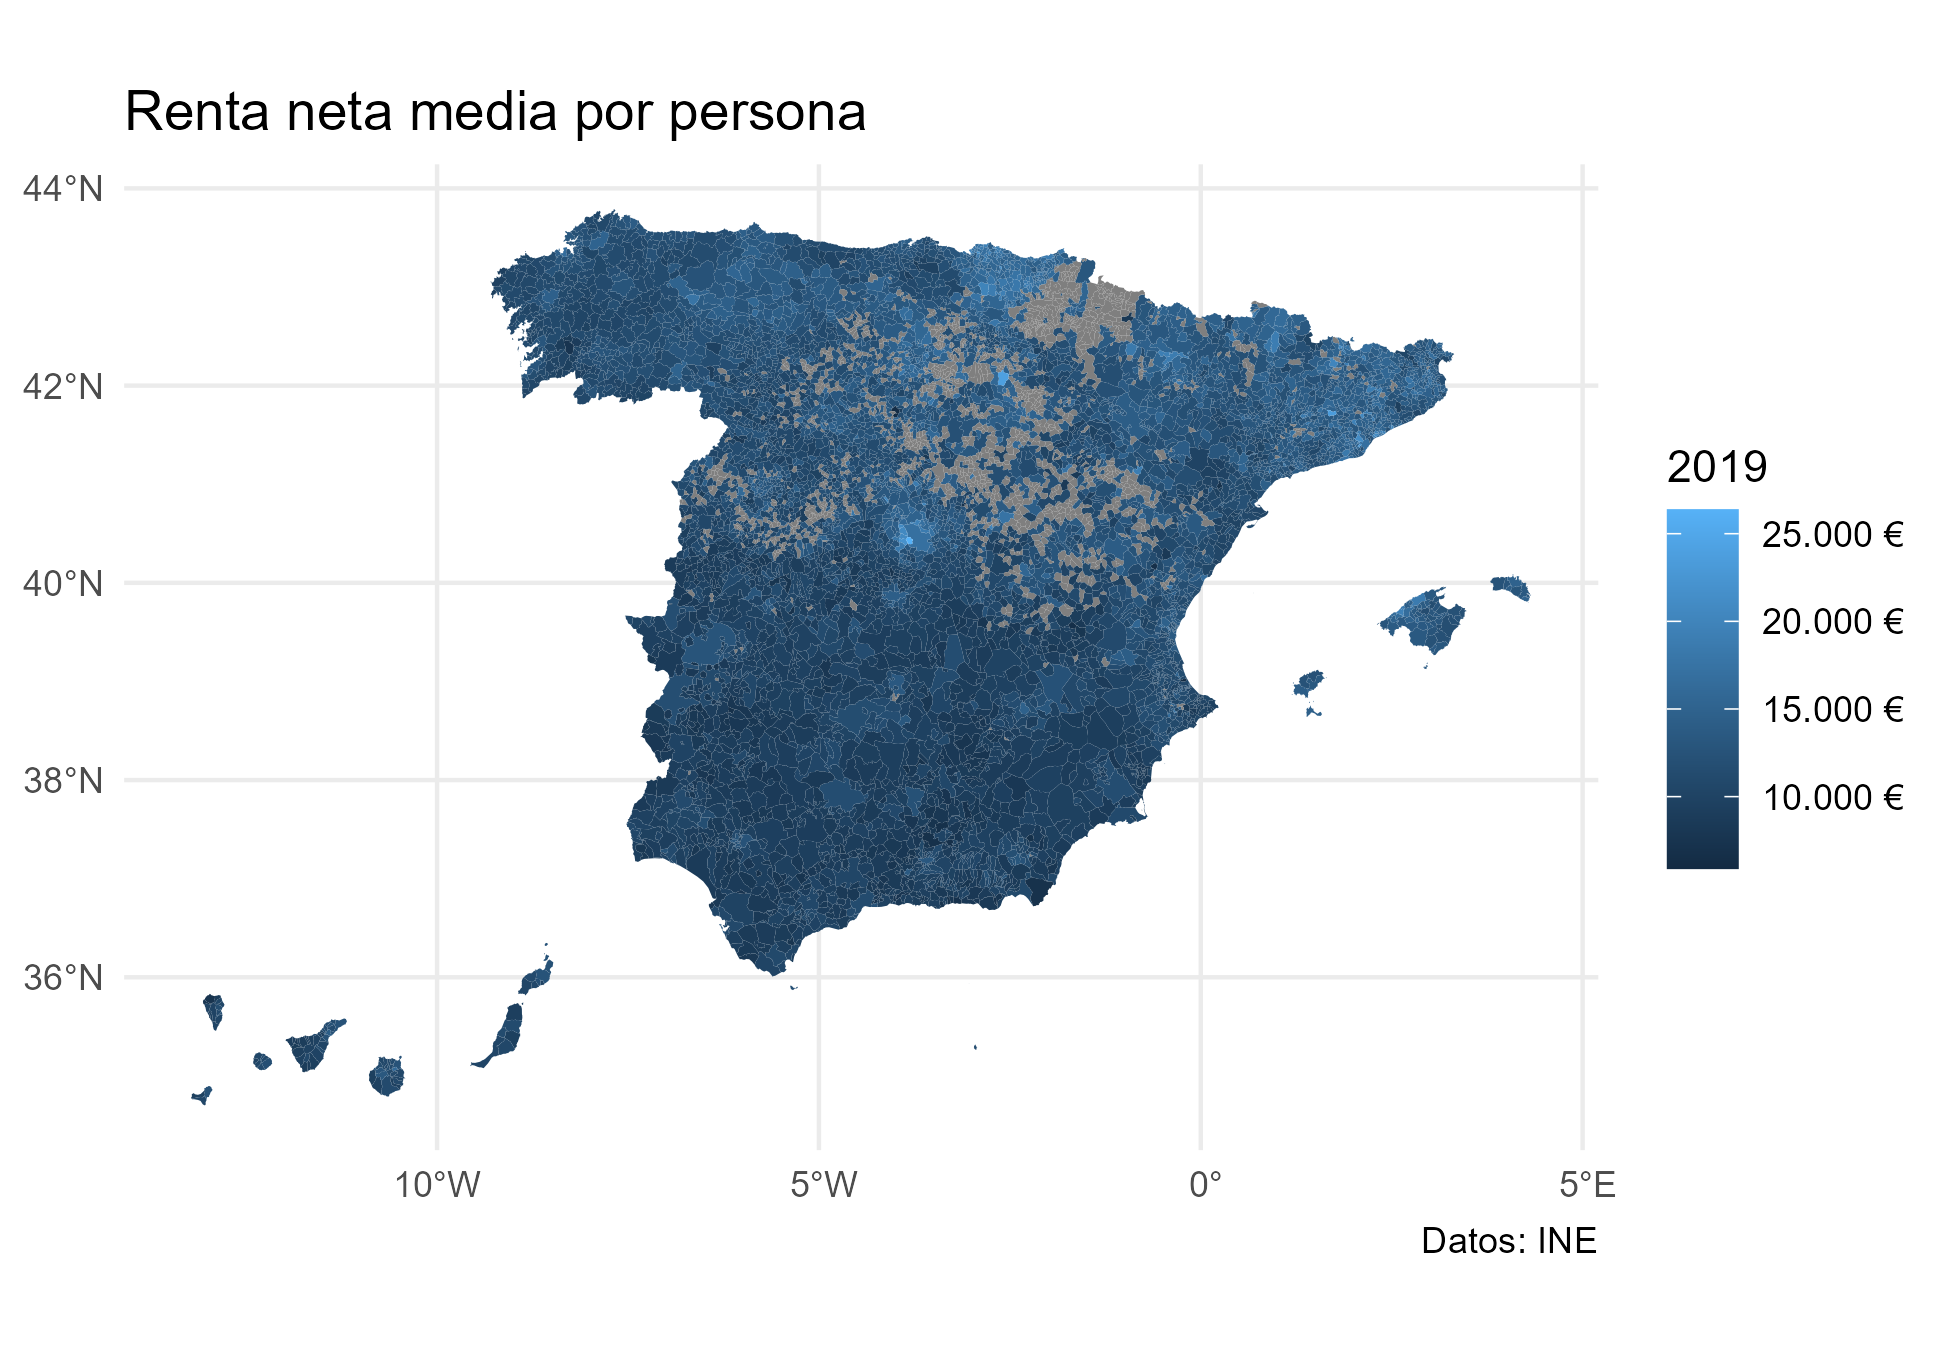 Renta neta media por persona
44°N
42°N
40°N
38°N
36°N
10°W
5°W
0°
5°E
2019
25.000 €
20.000 €
15.000 €
10.000 €
Datos: INE